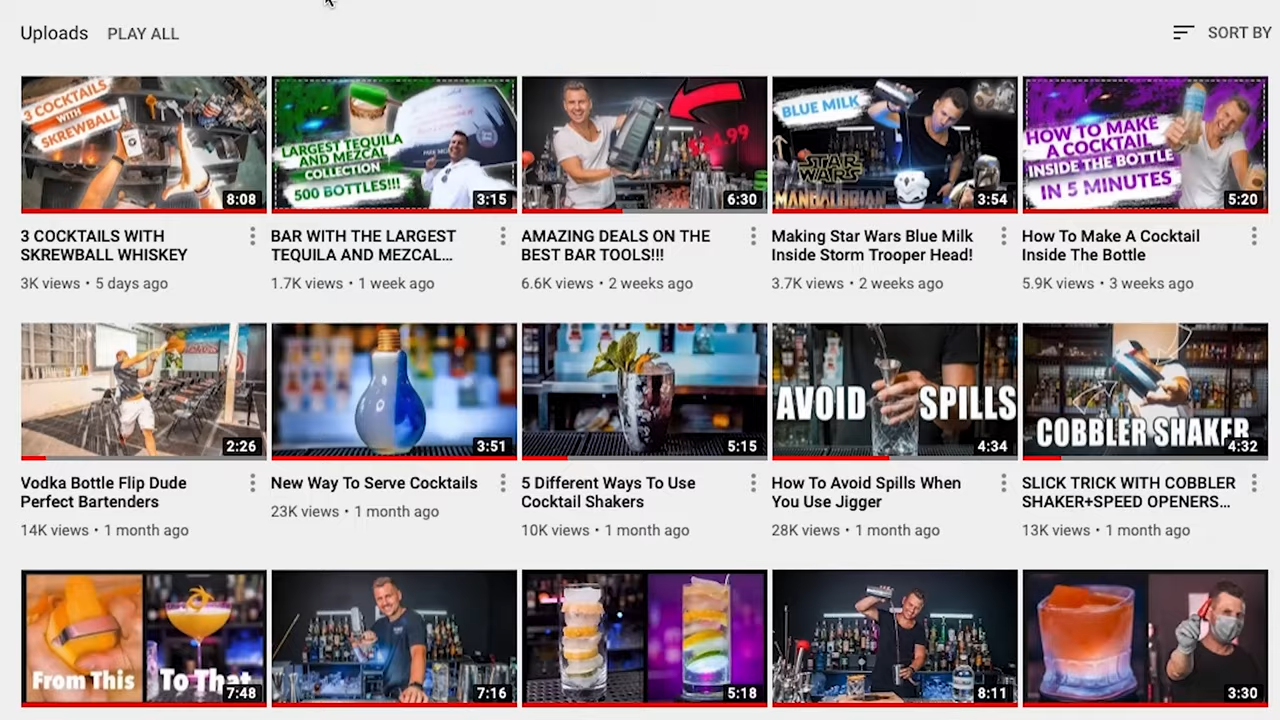 Uploads PLAY ALL SORT BY
3 COCKTAILS
WITH
SKREWBALL
8:08
LARGEST TEQUILA
AND MEZCAL
COLLECTION
500 BOTTLES!!!
3:15
$24.99
6:30
BLUE MILK
STAR
WARS
MANDALORIAN
3:54
HOW TO MAKE
A COCKTAIL
INSIDE THE BOTTLE
IN 5 MINUTES
5:20
3 COCKTAILS WITH
SKREWBALL WHISKEY
3K views • 5 days ago
BAR WITH THE LARGEST
TEQUILA AND MEZCAL...
1.7K views • 1 week ago
AMAZING DEALS ON THE
BEST BAR TOOLS!!!
6.6K views • 2 weeks ago
Making Star Wars Blue Milk
Inside Storm Trooper Head!
3.7K views • 2 weeks ago
How To Make A Cocktail
Inside The Bottle
5.9K views • 3 weeks ago
2:26
3:51
5:15
AVOID SPILLS
4:34
COBBLER SHAKER
4:32
Vodka Bottle Flip Dude
Perfect Bartenders
14K views • 1 month ago
New Way To Serve Cocktails
23K views • 1 month ago
5 Different Ways To Use
Cocktail Shakers
10K views • 1 month ago
How To Avoid Spills When
You Use Jigger
28K views • 1 month ago
SLICK TRICK WITH COBBLER
SHAKER+SPEED OPENERS...
13K views • 1 month ago
From This To That
7:48
7:16
5:18
8:11
3:30